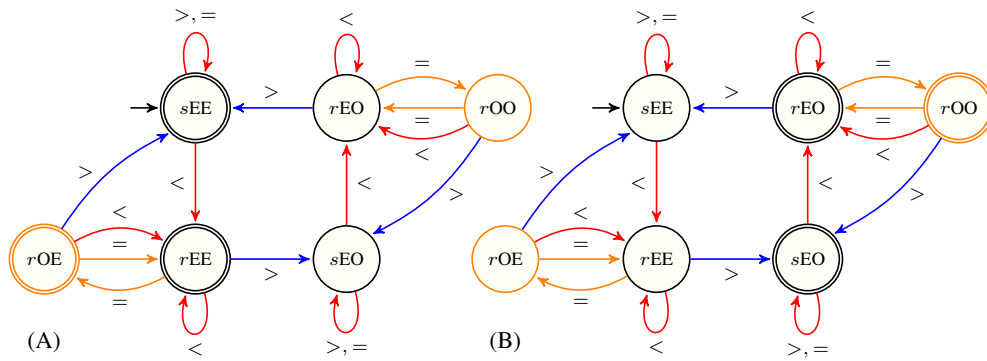 >, = < < >, = < <
= =
sEE > rEO rOO sEE > rEO rOO
= =
< <
> < < > > < < >
< <
rOE = rEE > sEO rOE = rEE > sEO
= =
(A) < >, = (B) < >, =